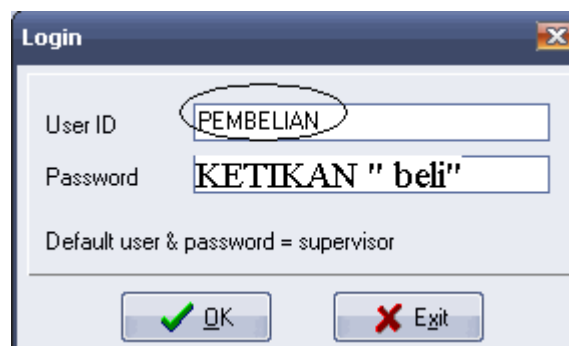 Login
User ID PEMBELIAN
Password KETIKAN " beli"
Default user & password = supervisor
OK Exit